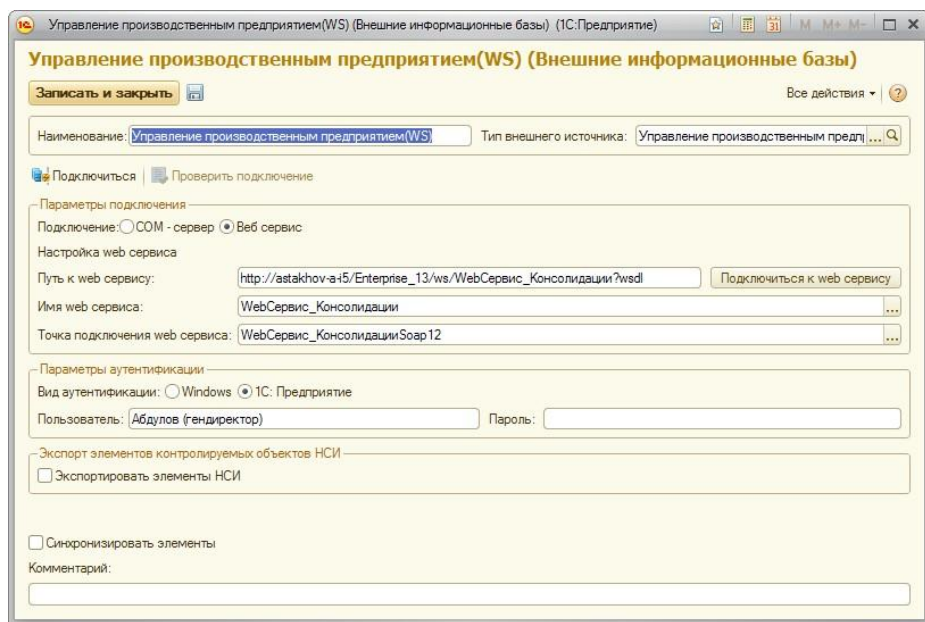 Управление производственным предприятием(WS) (Внешние информационные базы) (1С:Предприятие)
31 M M+ M-
Управление производственным предприятием(WS) (Внешние информационные базы)
Записать и закрыть
Все действия
?
Наименование: Управление производственным предприятием(WS) Тип внешнего источника: Управление производственным предпр ...
Подключиться Проверить подключение
Параметры подключения
Подключение: COM - сервер Веб сервис
Настройка web сервиса
Путь к web сервису: http://astakhov-a-i5/Enterprise_13/ws/WebСервис_Консолидации?wsdl Подключиться к web сервису
Имя web сервиса: WebСервис_Консолидации ...
Точка подключения web сервиса: WebСервис_КонсолидацииSoap12 ...
Параметры аутентификации
Вид аутентификации: Windows 1С: Предприятие
Пользователь: Абдулов (гендиректор) Пароль:
Экспорт элементов контролируемых объектов НСИ
Экспортировать элементы НСИ
Синхронизировать элементы
Комментарий: